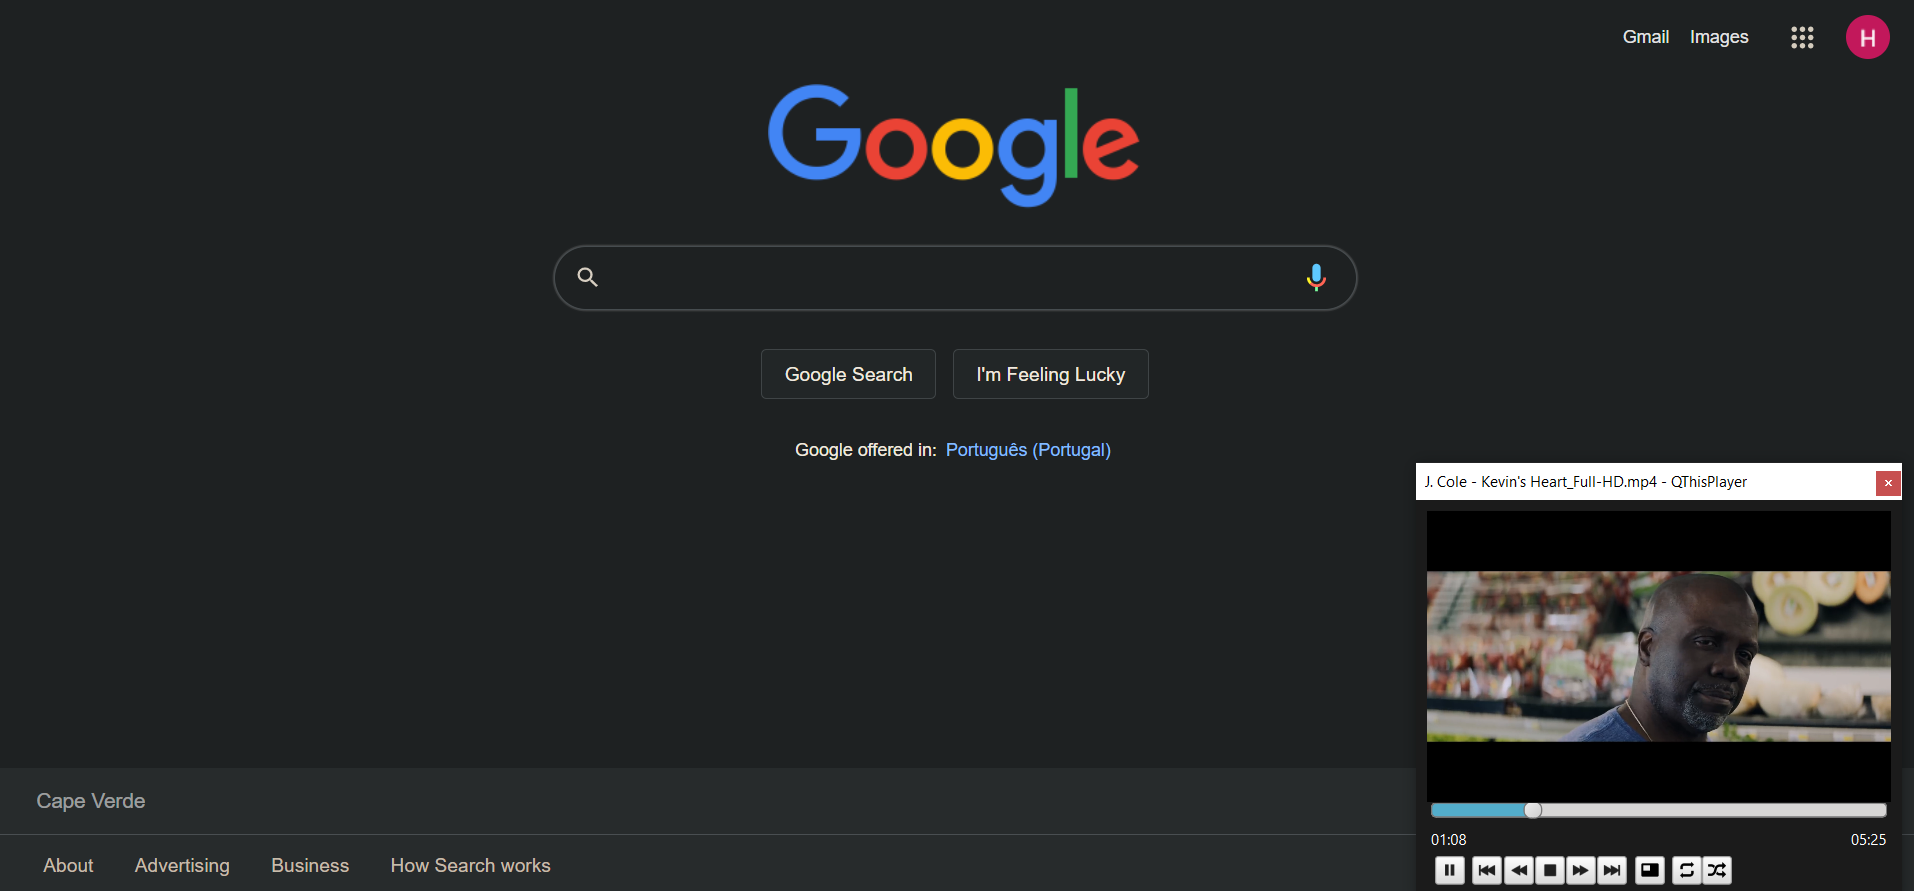 Gmail Images
H
Google
Google Search I'm Feeling Lucky
Google offered in: Português (Portugal)
J. Cole - Kevin's Heart_Full-HD.mp4 - QThisPlayer
01:08 05:25
Cape Verde
About Advertising Business How Search works